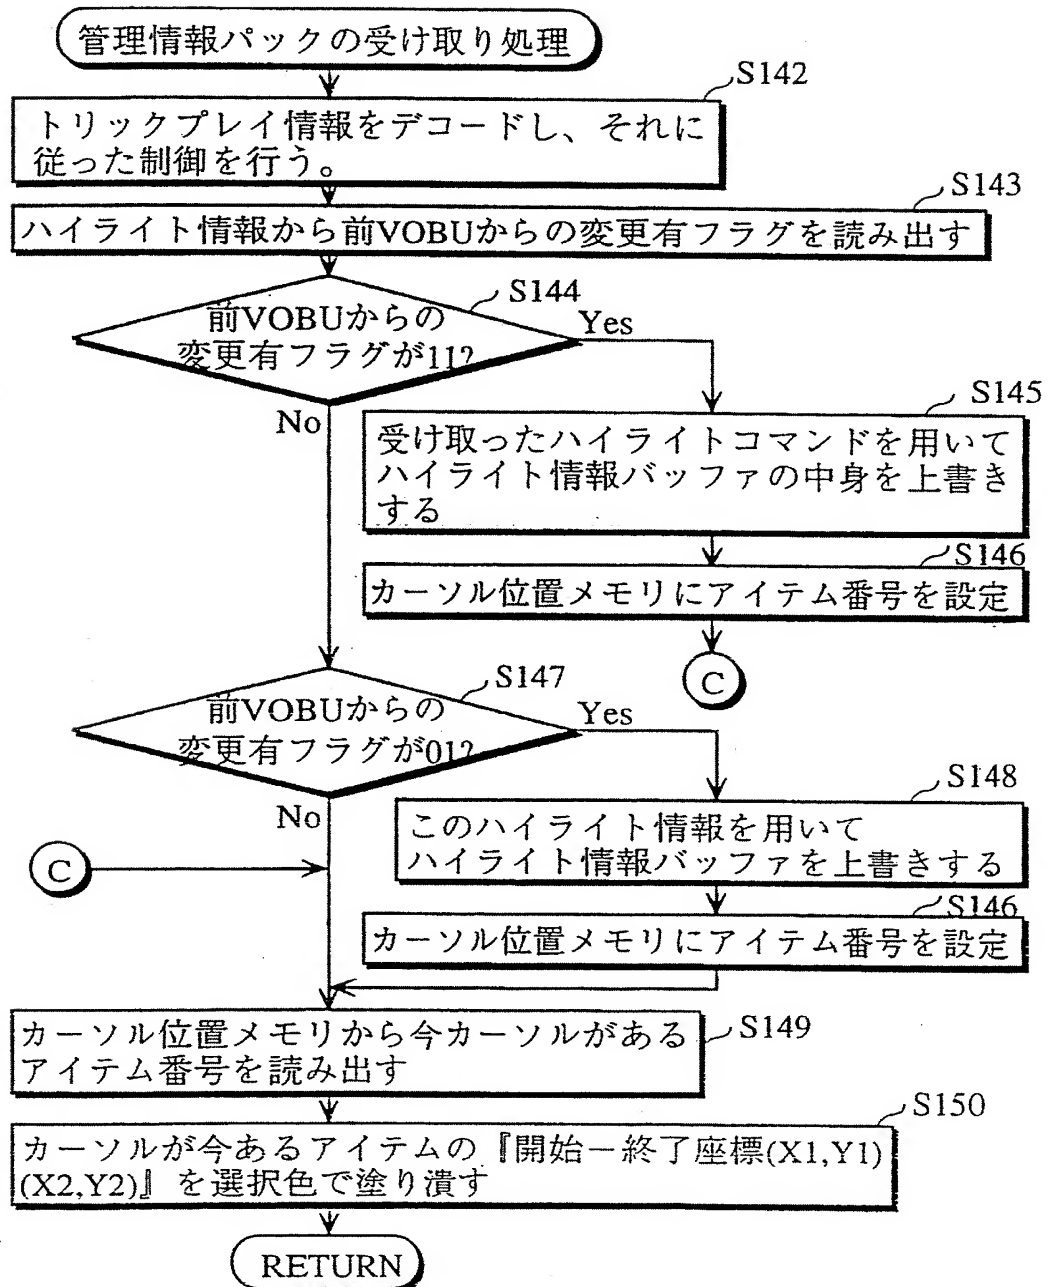 管理情報パックの受け取り処理
S142
トリックプレイ情報をデコードし、それに
従った制御を行う。
S143
ハイライト情報から前VOBUからの変更有フラグを読み出す
S144
前VOBUからの
変更有フラグが11?
Yes
No
S145
受け取ったハイライトコマンドを用いて
ハイライト情報バッファの中身を上書き
する
S146
カーソル位置メモリにアイテム番号を設定
C
S147
前VOBUからの
変更有フラグが01?
Yes
No
S148
このハイライト情報を用いて
ハイライト情報バッファを上書きする
C
S146
カーソル位置メモリにアイテム番号を設定
カーソル位置メモリから今カーソルがある
アイテム番号を読み出す
S149
S150
カーソルが今あるアイテムの『開始ー終了座標(X1,Y1)
(X2,Y2)』を選択色で塗り潰す
RETURN